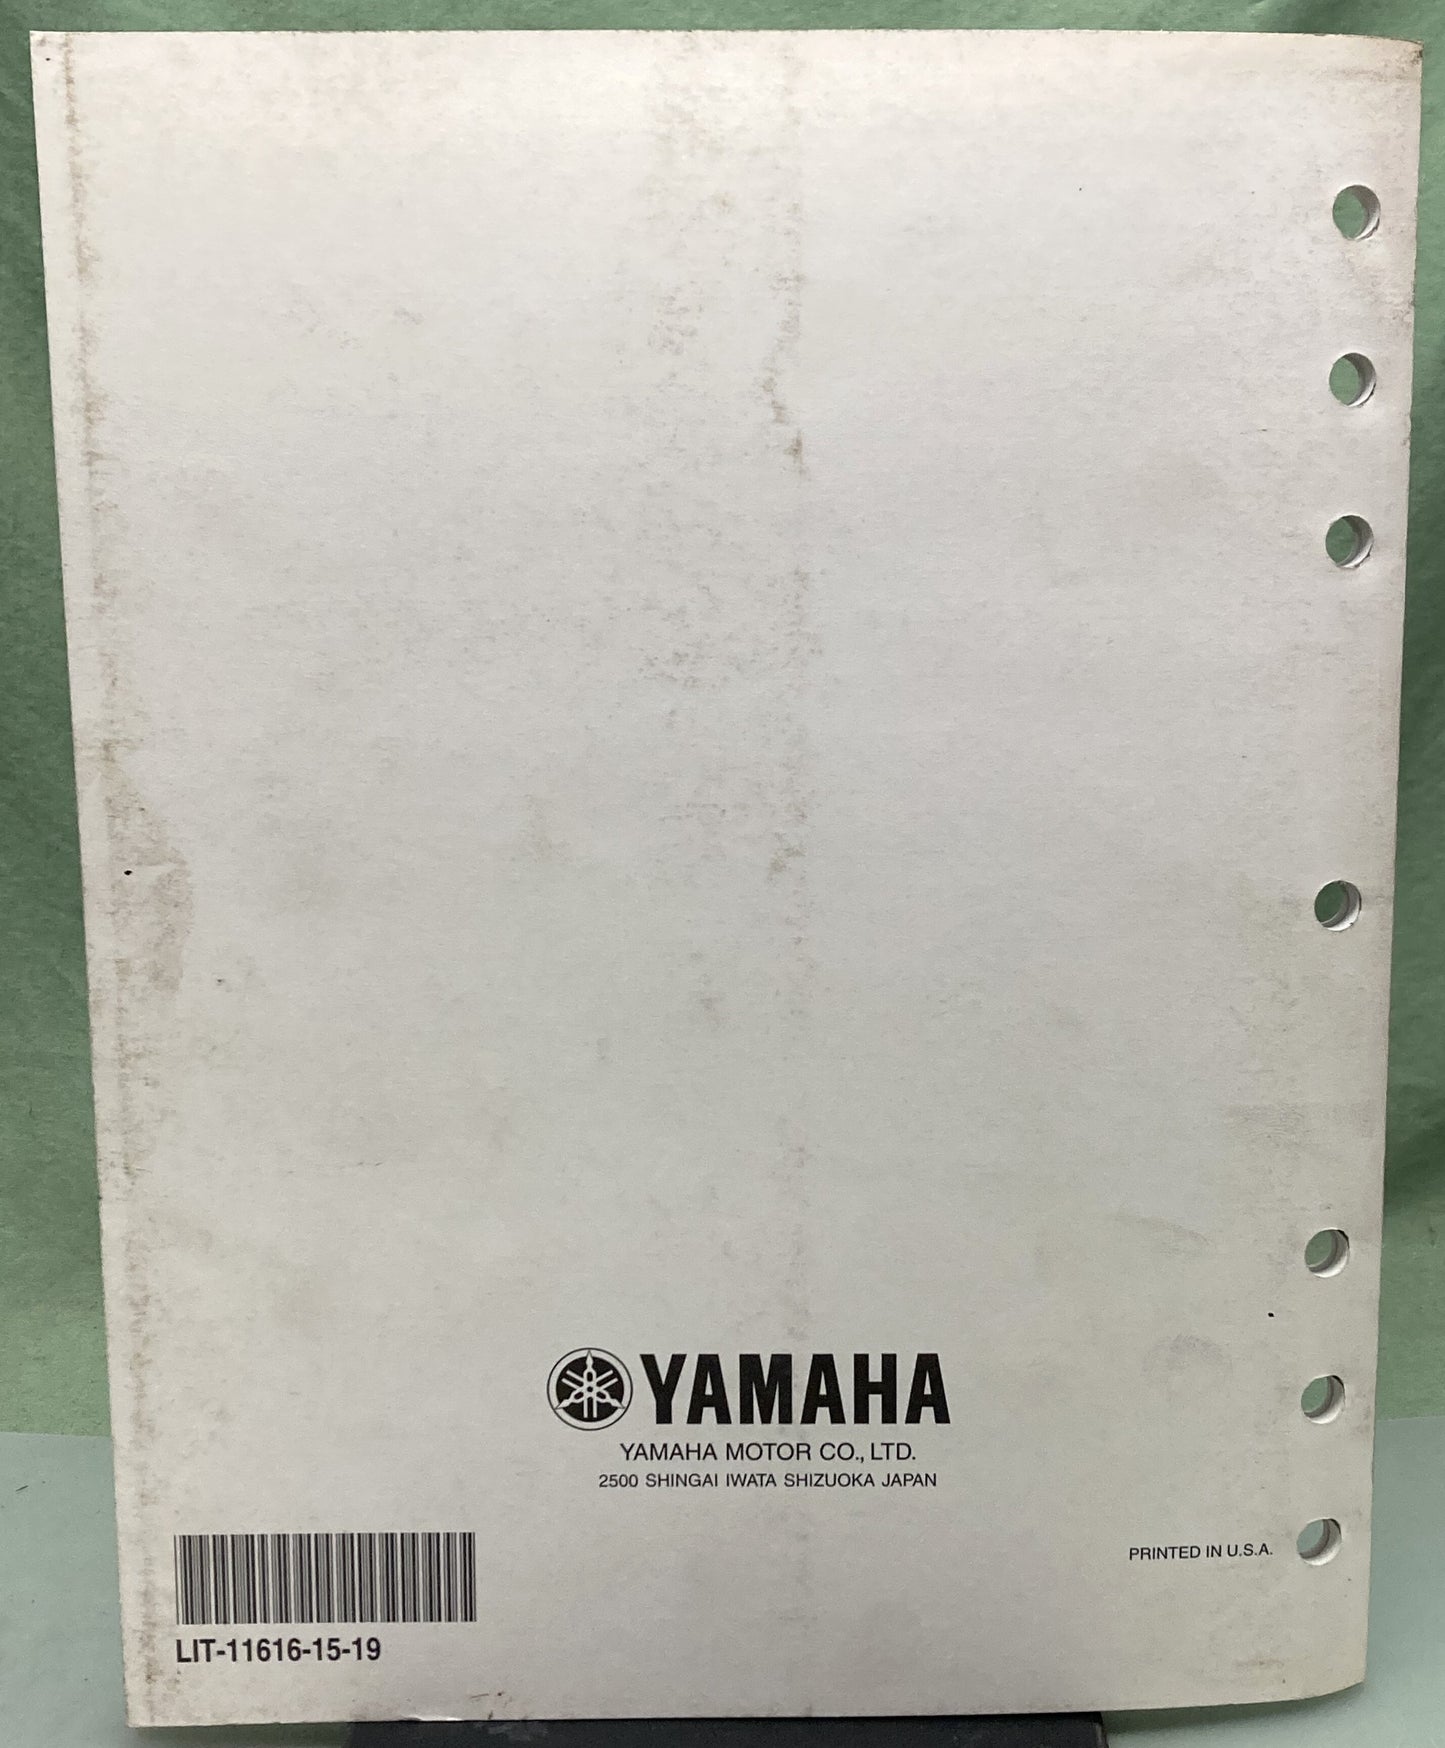 YAMAHA
YAMAHA MOTOR CO., LTD.
2500 SHINGAI IWATA SHIZUOKA JAPAN
PRINTED IN U.S.A.
LIT-11616-15-19